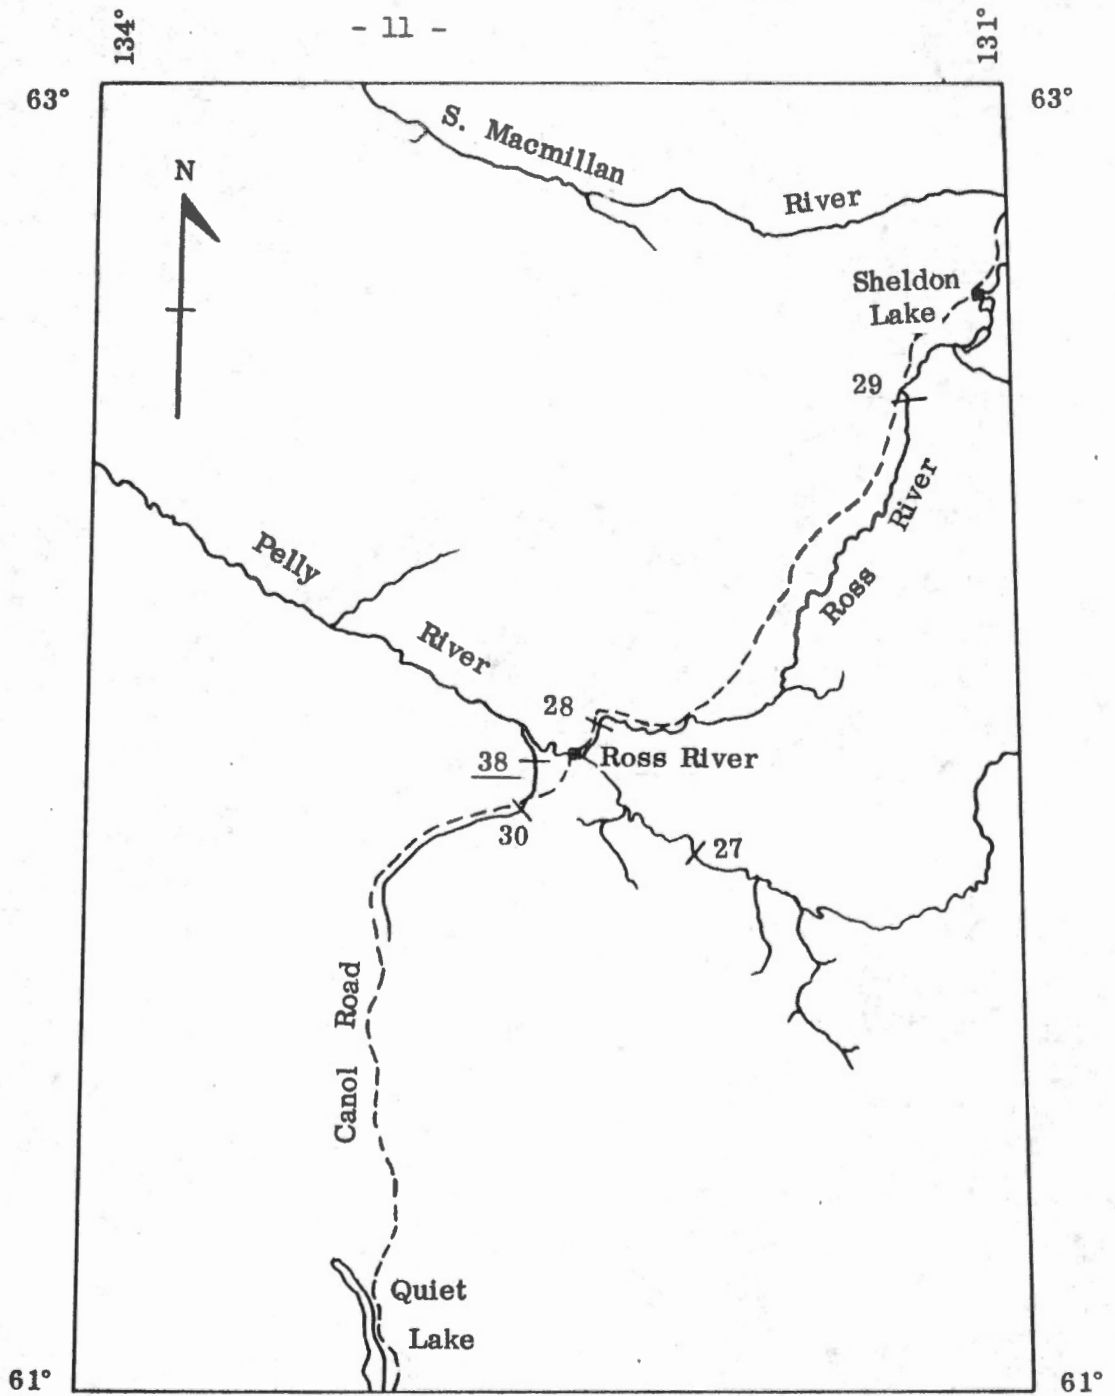 - 11 -
134°
131°
63°
63°
S. Macmillan
River
N
Sheldon
Lake
29
River
Ross
Pelly
River
28
Ross River
38
30
27
Canol Road
Quiet
Lake
61°
61°